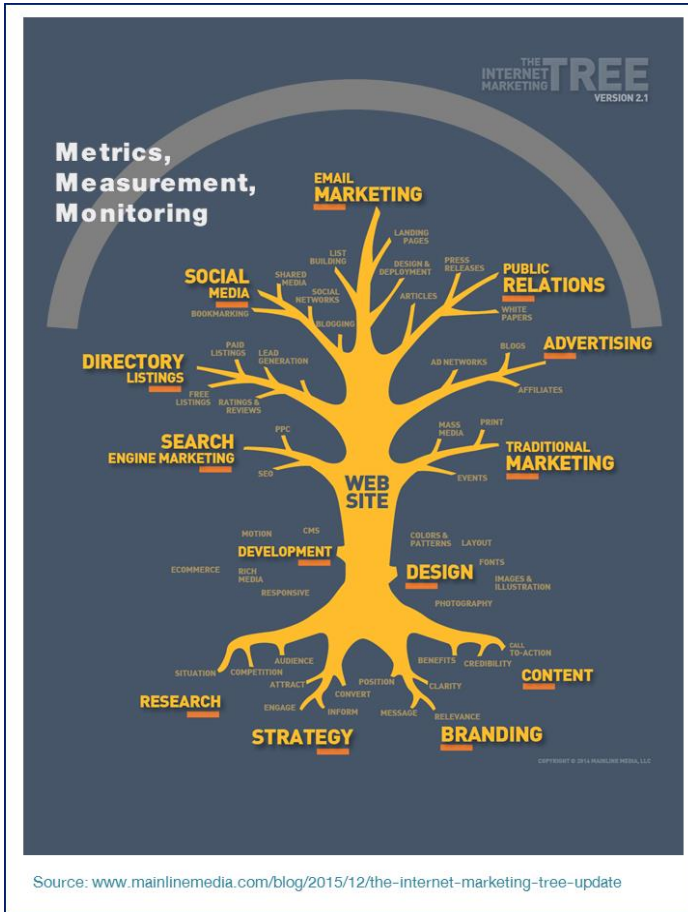 THE
INTERNET
MARKETING
TREE
VERSION 2.1
Metrics,
Measurement,
Monitoring
EMAIL
MARKETING
LANDING
PAGES
LIST
BUILDING
DESIGN &
DEPLOYMENT
PRESS
RELEASES
PUBLIC
RELATIONS
SOCIAL
MEDIA
SHARED
MEDIA
SOCIAL
NETWORKS
BOOKMARKING
BLOGGING
ARTICLES
WHITE
PAPERS
ADVERTISING
BLOGS
AD NETWORKS
AFFILIATES
DIRECTORY
LISTINGS
PAID
LISTINGS
LEAD
GENERATION
FREE
LISTINGS
RATINGS &
REVIEWS
SEARCH
ENGINE MARKETING
PPC
SEO
MASS
MEDIA
PRINT
TRADITIONAL
MARKETING
EVENTS
WEB
SITE
MOTION
CMS
DEVELOPMENT
ECOMMERCE
RICH
MEDIA
RESPONSIVE
COLORS &
PATTERNS
LAYOUT
FONTS
DESIGN
IMAGES &
ILLUSTRATION
PHOTOGRAPHY
SITUATION
COMPETITION
AUDIENCE
RESEARCH
ATTRACT
CONVERT
ENGAGE
INFORM
STRATEGY
POSITION
CLARITY
MESSAGE
RELEVANCE
BRANDING
BENEFITS
CREDIBILITY
CALL
TO-ACTION
CONTENT
COPYRIGHT © 2014 MAINLINE MEDIA, LLC
Source: www.mainlinemedia.com/blog/2015/12/the-internet-marketing-tree-update